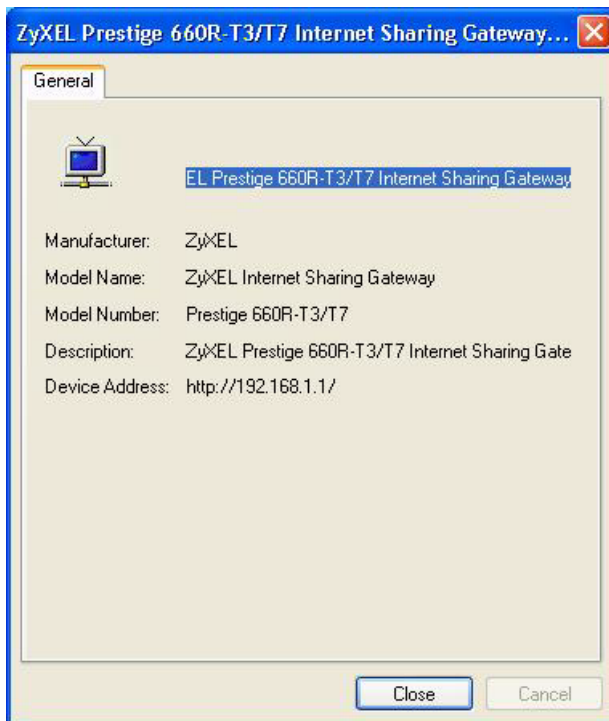 ZyXEL Prestige 660R-T3/T7 Internet Sharing Gateway...
General
EL Prestige 660R-T3/T7 Internet Sharing Gateway
Manufacturer: ZyXEL
Model Name: ZyXEL Internet Sharing Gateway
Model Number: Prestige 660R-T3/T7
Description: ZyXEL Prestige 660R-T3/T7 Internet Sharing Gate
Device Address: http://192.168.1.1/
Close Cancel